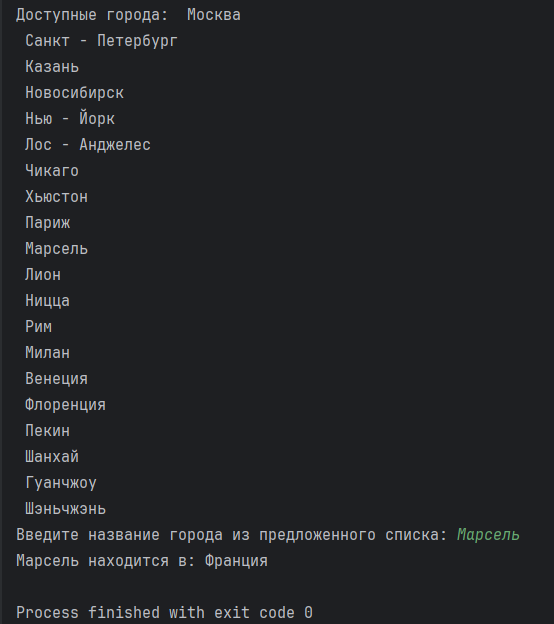 Доступные города:  Москва
Санкт - Петербург
Казань
Новосибирск
Нью - Йорк
Лос - Анджелес
Чикаго
Хьюстон
Париж
Марсель
Лион
Ницца
Рим
Милан
Венеция
Флоренция
Пекин
Шанхай
Гуанчжоу
Шэньчжэнь
Введите название города из предложенного списка: Марсель
Марсель находится в: Франция
Process finished with exit code 0